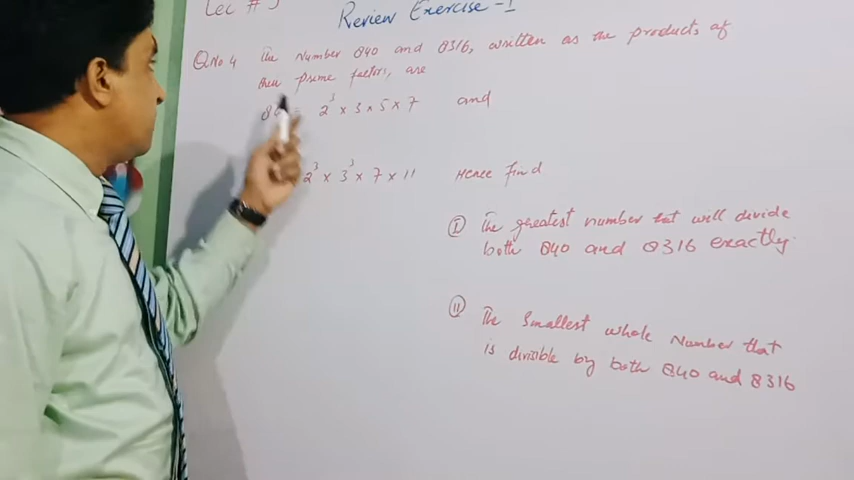 Lec # 3
Review Exercise - 1
Q No 4 The Number 840 and 8316, written as the products of
their prime factors, are
2³ × 3 × 5 × 7 and
2³ × 3³ × 7 × 11 Hence find
I The greatest number that will divide
both 840 and 8316 exactly.
II The Smallest whole Number that
is divisible by both 840 and 8316